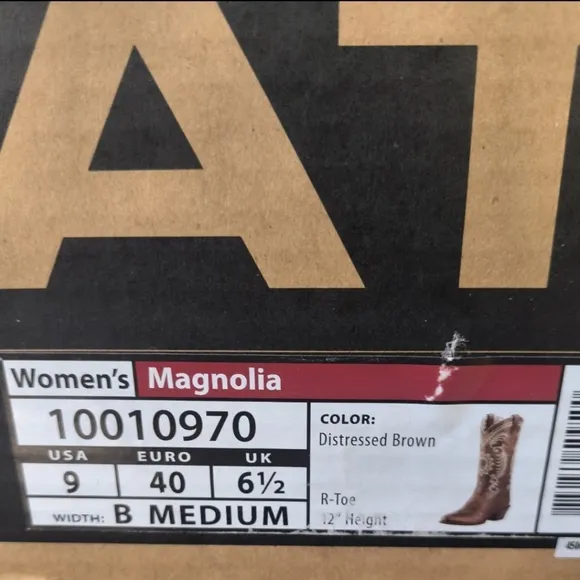 AT
Women's Magnolia
10010970
USA EURO UK
9 40 6½
WIDTH: B MEDIUM
COLOR:
Distressed Brown
R-Toe
12" Height